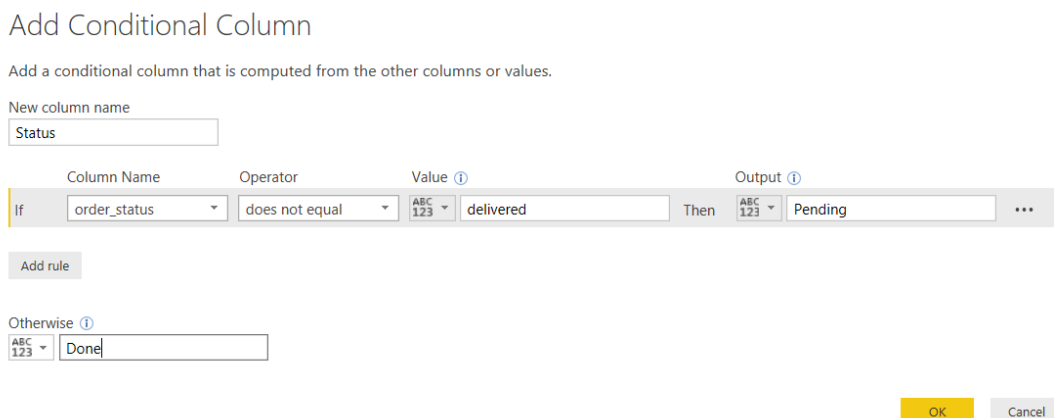 Add Conditional Column
Add a conditional column that is computed from the other columns or values.
New column name
Status
Column Name Operator Value Output
If order_status does not equal ABC 123 delivered Then ABC 123 Pending ...
Add rule
Otherwise
ABC 123 Done
OK Cancel